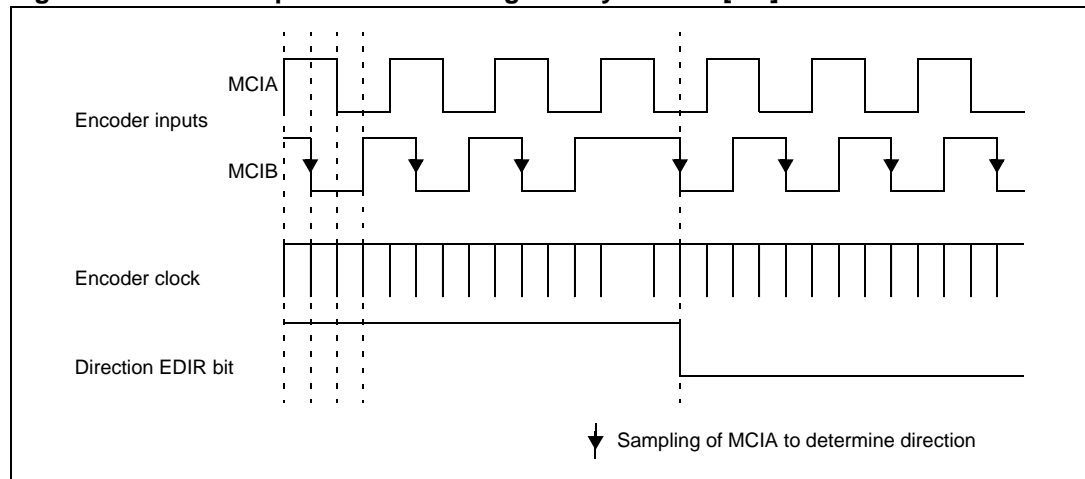 MCIA
Encoder inputs
MCIB
Encoder clock
Direction EDIR bit
Sampling of MCIA to determine direction